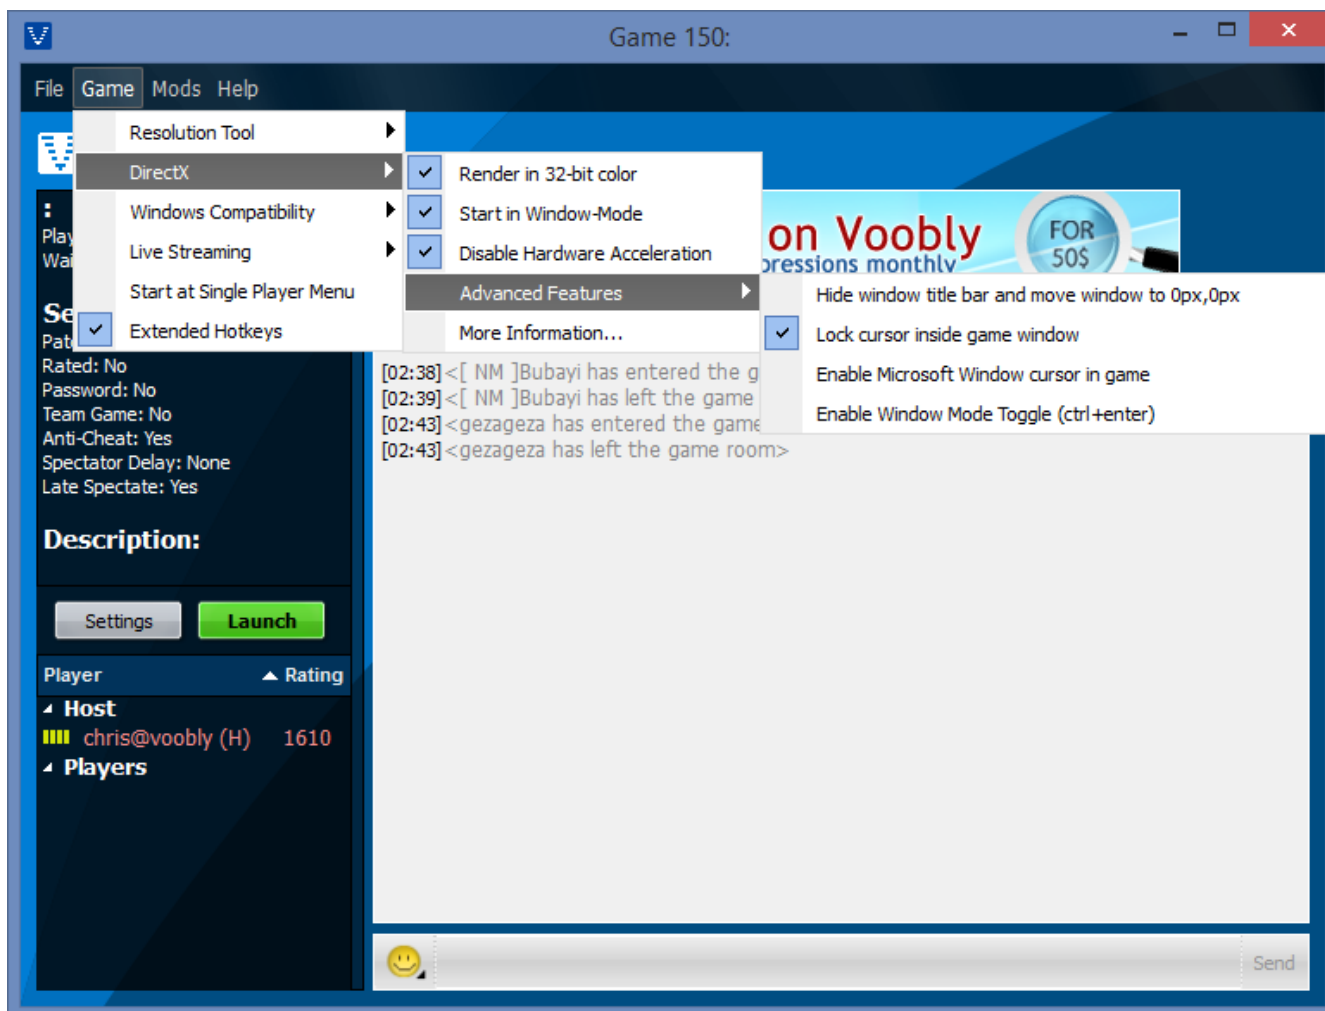 Game 150:
File Game Mods Help
Resolution Tool
DirectX
Windows Compatibility
Live Streaming
Start at Single Player Menu
Extended Hotkeys
Render in 32-bit color
Start in Window-Mode
Disable Hardware Acceleration
Advanced Features
More Information...
Hide window title bar and move window to 0px,0px
Lock cursor inside game window
Enable Microsoft Window cursor in game
Enable Window Mode Toggle (ctrl+enter)
on Voobly
monthly
FOR
50$
:
Rated: No
Password: No
Team Game: No
Anti-Cheat: Yes
Spectator Delay: None
Late Spectate: Yes
Description:
Settings Launch
Player Rating
Host
chris@voobly (H) 1610
Players
[02:38] <[ NM ]Bubayi has entered the g
[02:39] <[ NM ]Bubayi has left the game
[02:43] <gezageza has entered the game
[02:43] <gezageza has left the game room>
Send